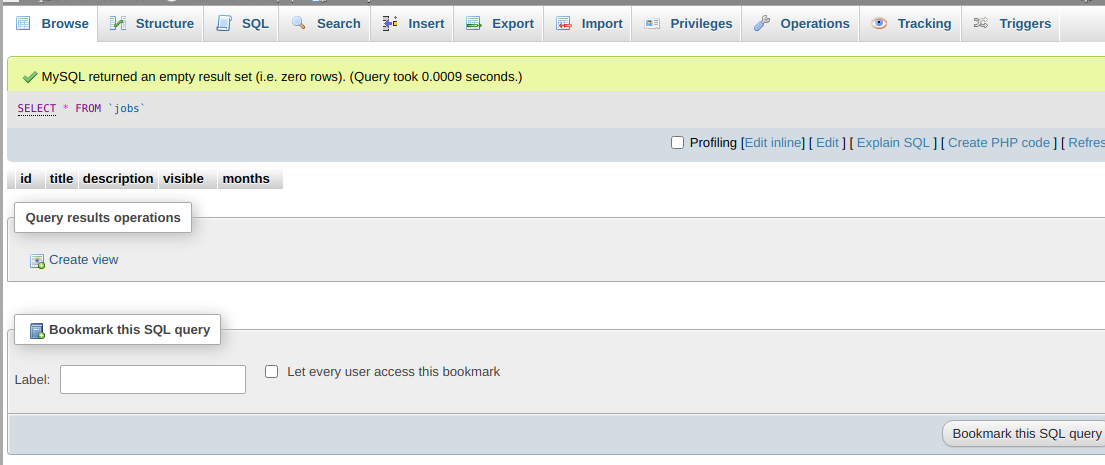 Browse Structure SQL Search Insert Export Import Privileges Operations Tracking Triggers
MySQL returned an empty result set (i.e. zero rows). (Query took 0.0009 seconds.)
SELECT * FROM `jobs`
Profiling [Edit inline] [ Edit ] [ Explain SQL ] [ Create PHP code ] [ Refres
id title description visible months
Query results operations
Create view
Bookmark this SQL query
Label: Let every user access this bookmark
Bookmark this SQL query